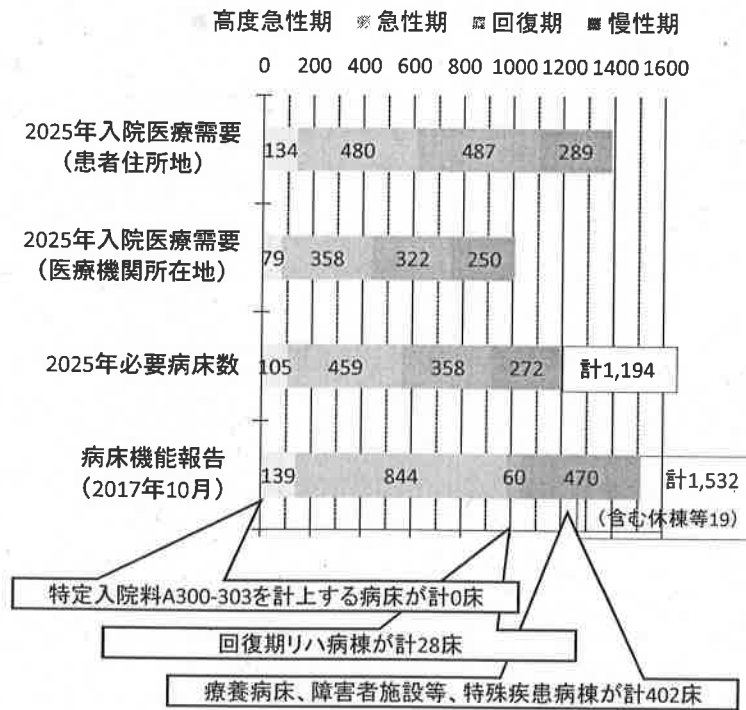 高度急性期 急性期 回復期 慢性期
0 200 400 600 800 1000 1200 1400 1600
2025年入院医療需要
(患者住所地)
134 480 487 289
2025年入院医療需要
(医療機関所在地)
79 358 322 250
2025年必要病床数
105 459 358 272 計1,194
病床機能報告
(2017年10月)
139 844 60 470 計1,532
(含む休棟等19)
特定入院料A300-303を計上する病床が計0床
回復期リハ病棟が計28床
療養病床、障害者施設等、特殊疾患病棟が計402床